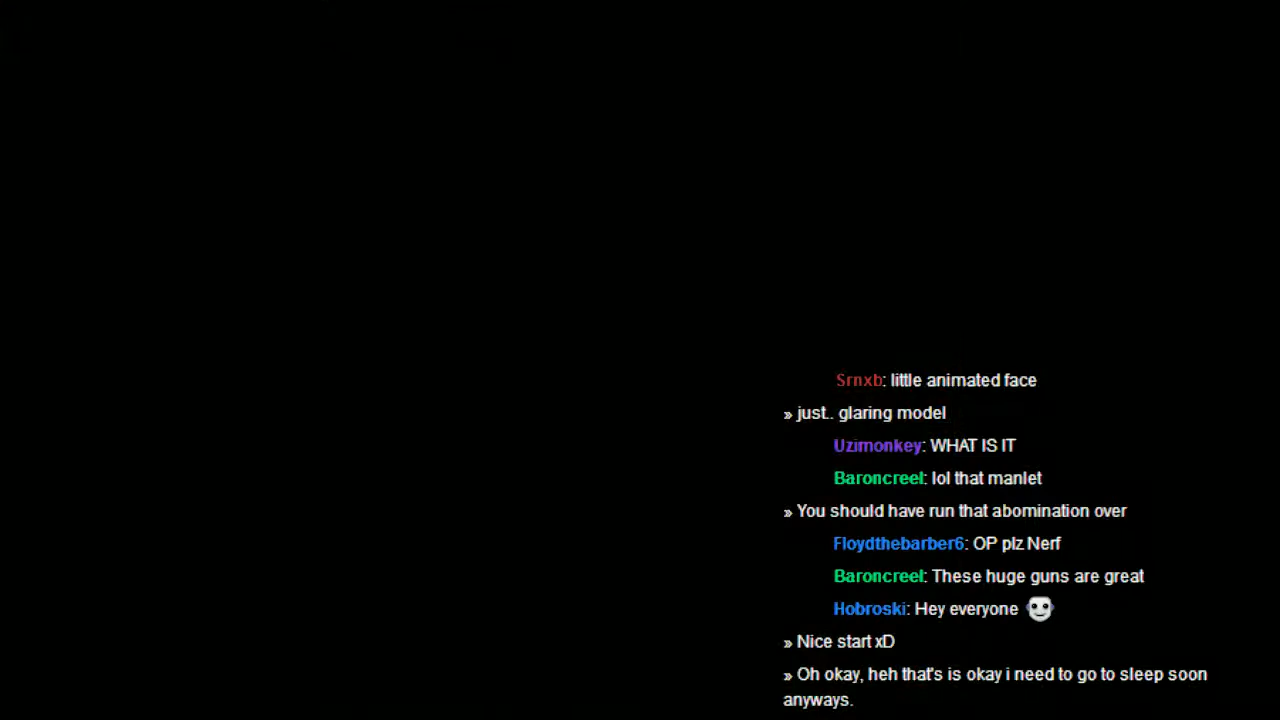 Srnxb: little animated face
» just.. glaring model
Uzimonkey: WHAT IS IT
Baroncreel: lol that manlet
» You should have run that abomination over
Floydthebarber6: OP plz Nerf
Baroncreel: These huge guns are great
Hobroski: Hey everyone
» Nice start xD
» Oh okay, heh that's is okay i need to go to sleep soon
anyways.